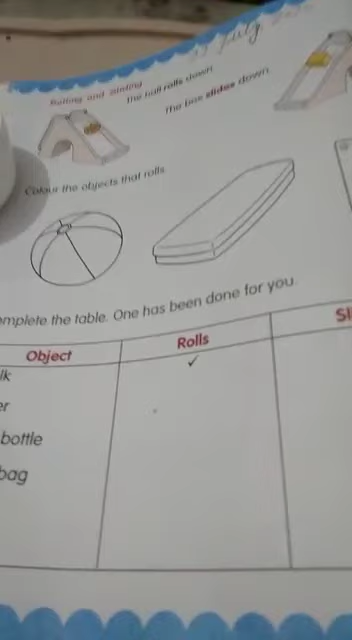 July
Rolling and Sliding
The ball rolls down.
The box slides down.
Colour the objects that rolls.
mplete the table. One has been done for you.
Object Rolls Sl
lk ✓
er
bottle
bag